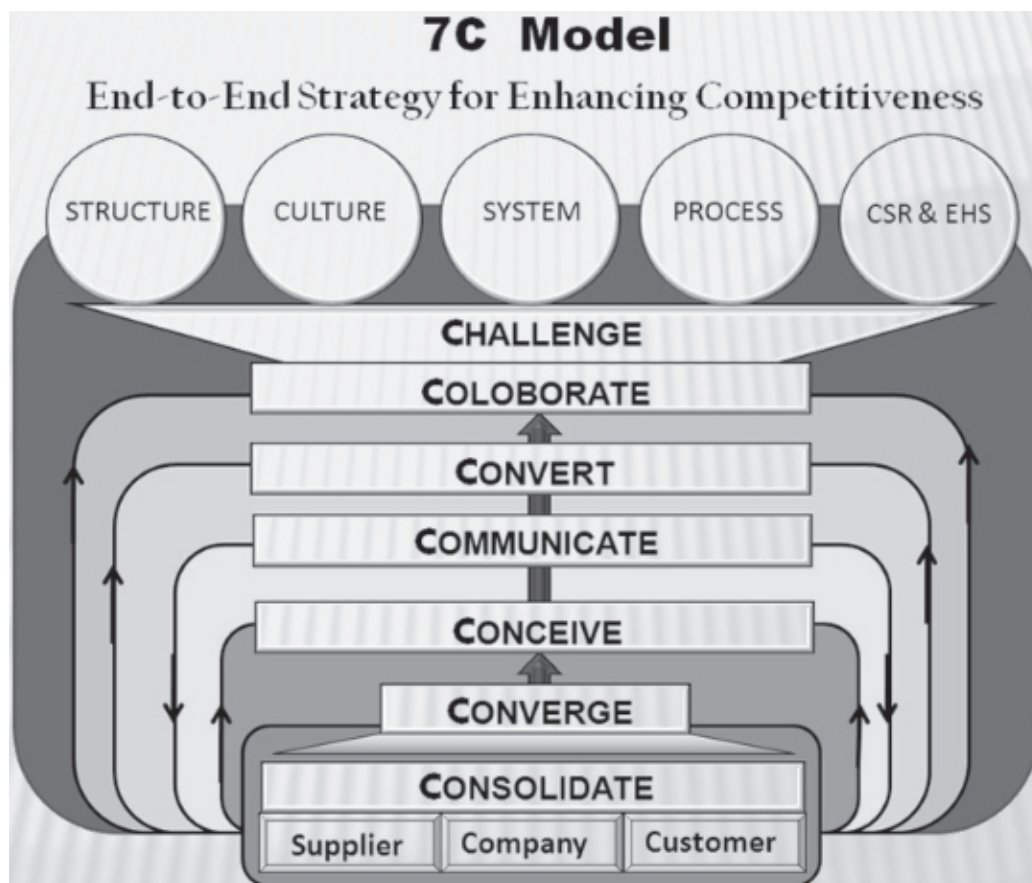 7C Model
End-to-End Strategy for Enhancing Competitiveness
STRUCTURE CULTURE SYSTEM PROCESS CSR & EHS
CHALLENGE
COLOBORATE
CONVERT
COMMUNICATE
CONCEIVE
CONVERGE
CONSOLIDATE
Supplier Company Customer